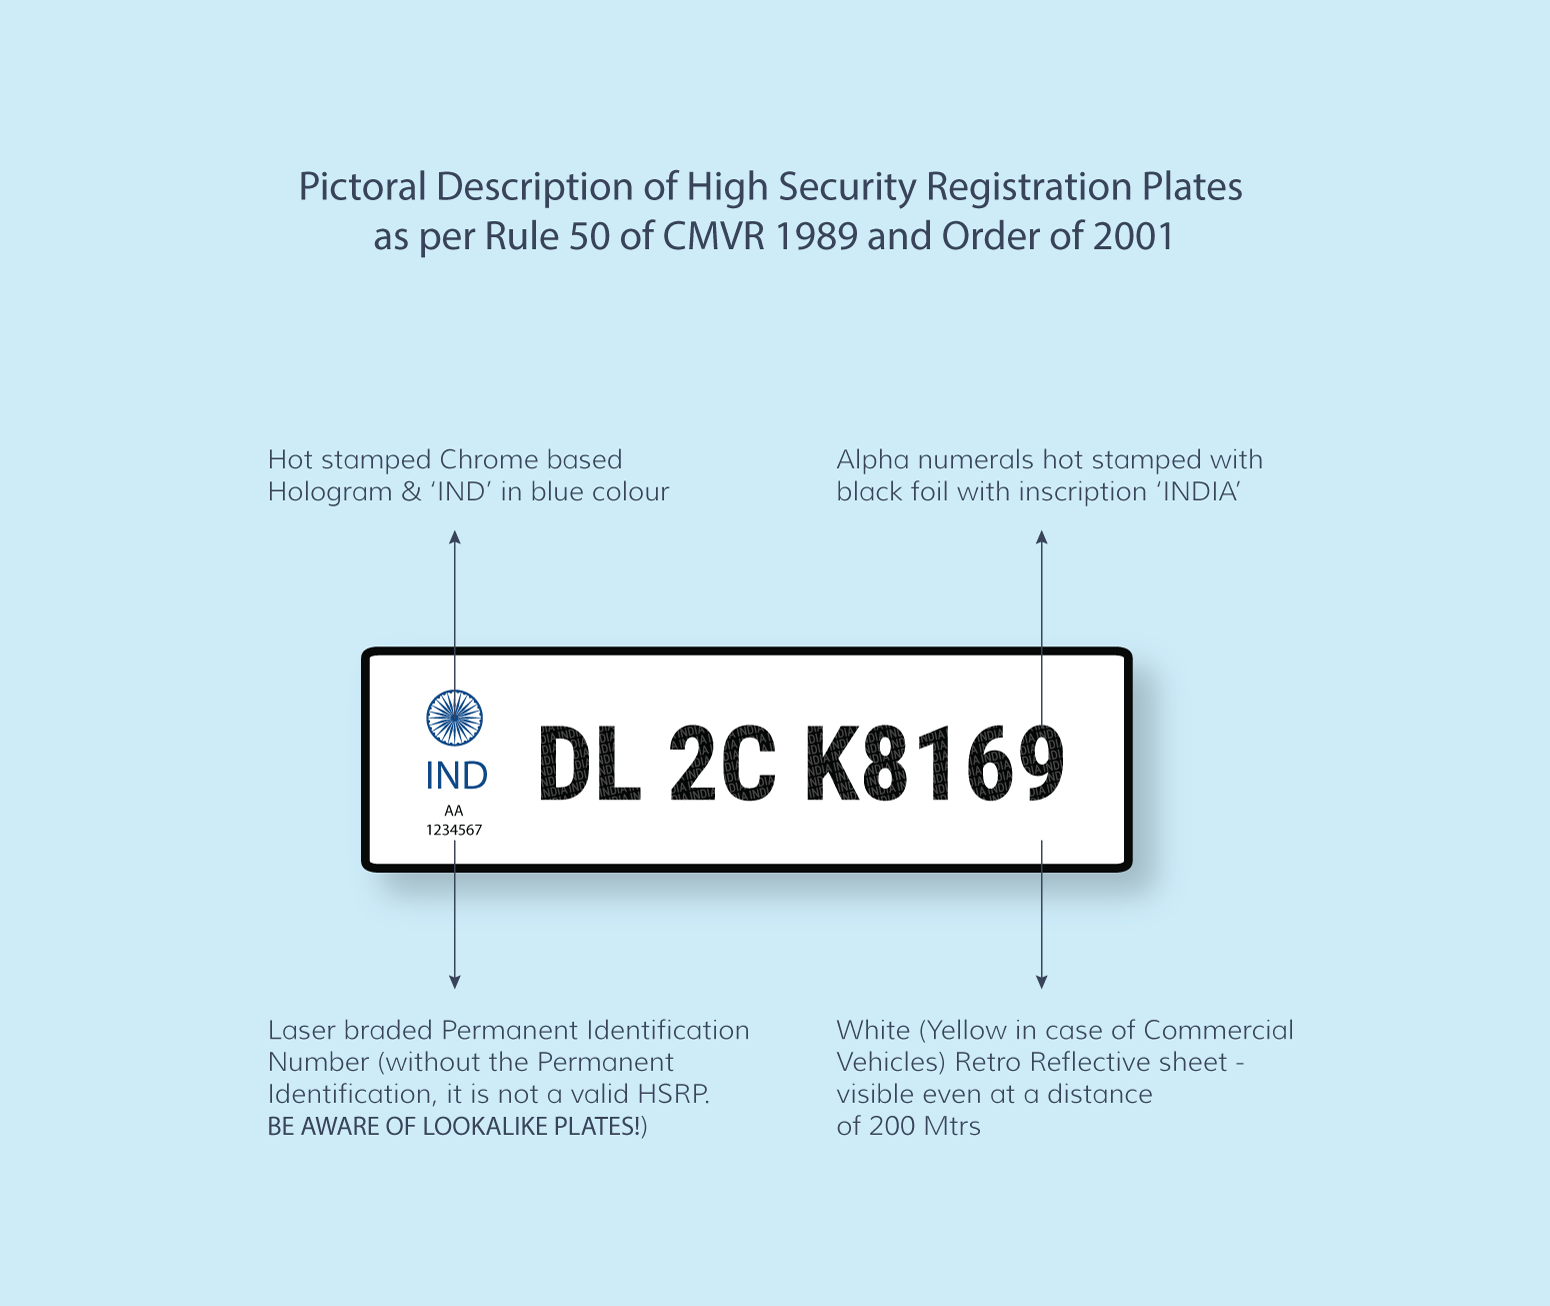 Pictoral Description of High Security Registration Plates
as per Rule 50 of CMVR 1989 and Order of 2001
Hot stamped Chrome based
Hologram & ‘IND’ in blue colour
Alpha numerals hot stamped with
black foil with inscription ‘INDIA’
IND
AA
1234567
DL 2C K8169
Laser braded Permanent Identification
Number (without the Permanent
Identification, it is not a valid HSRP.
BE AWARE OF LOOKALIKE PLATES!)
White (Yellow in case of Commercial
Vehicles) Retro Reflective sheet -
visible even at a distance
of 200 Mtrs